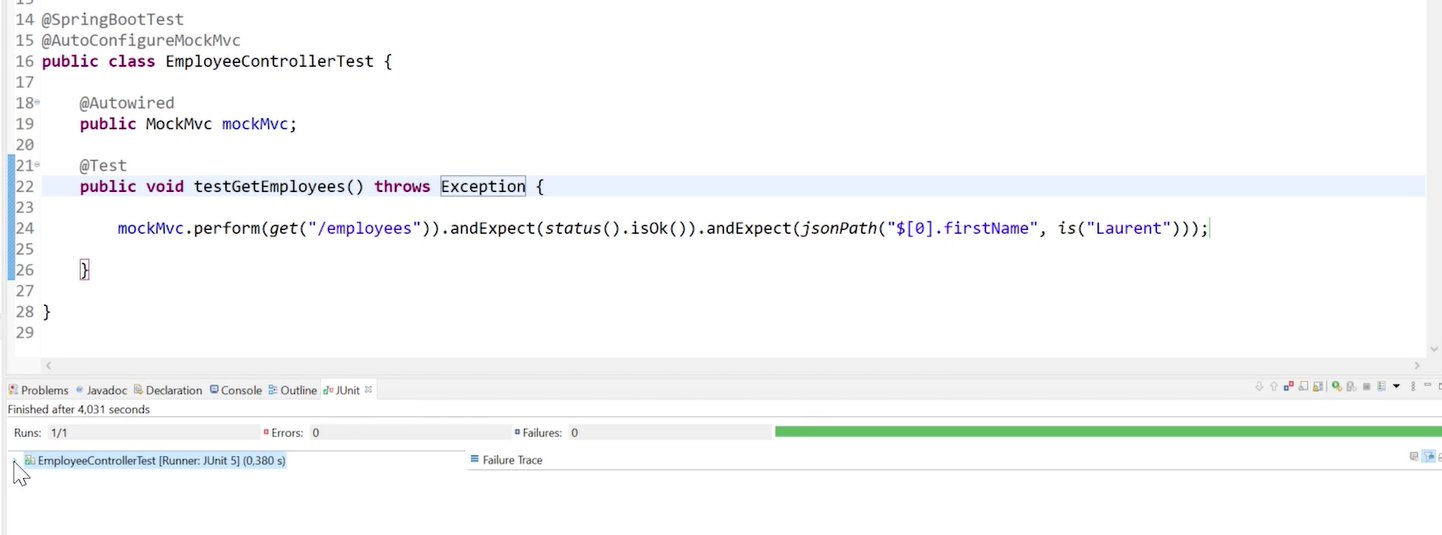 14 @SpringBootTest
15 @AutoConfigureMockMvc
16 public class EmployeeControllerTest {
17
18 @Autowired
19 public MockMvc mockMvc;
20
21 @Test
22 public void testGetEmployees() throws Exception {
23
24 mockMvc.perform(get("/employees")).andExpect(status().isOk()).andExpect(jsonPath("$[0].firstName", is("Laurent")));
25
26 }
27
28 }
29
Problems Javadoc Declaration Console Outline JUnit
Finished after 4,031 seconds
Runs: 1/1 Errors: 0 Failures: 0
EmployeeControllerTest [Runner: JUnit 5] (0,380 s) Failure Trace